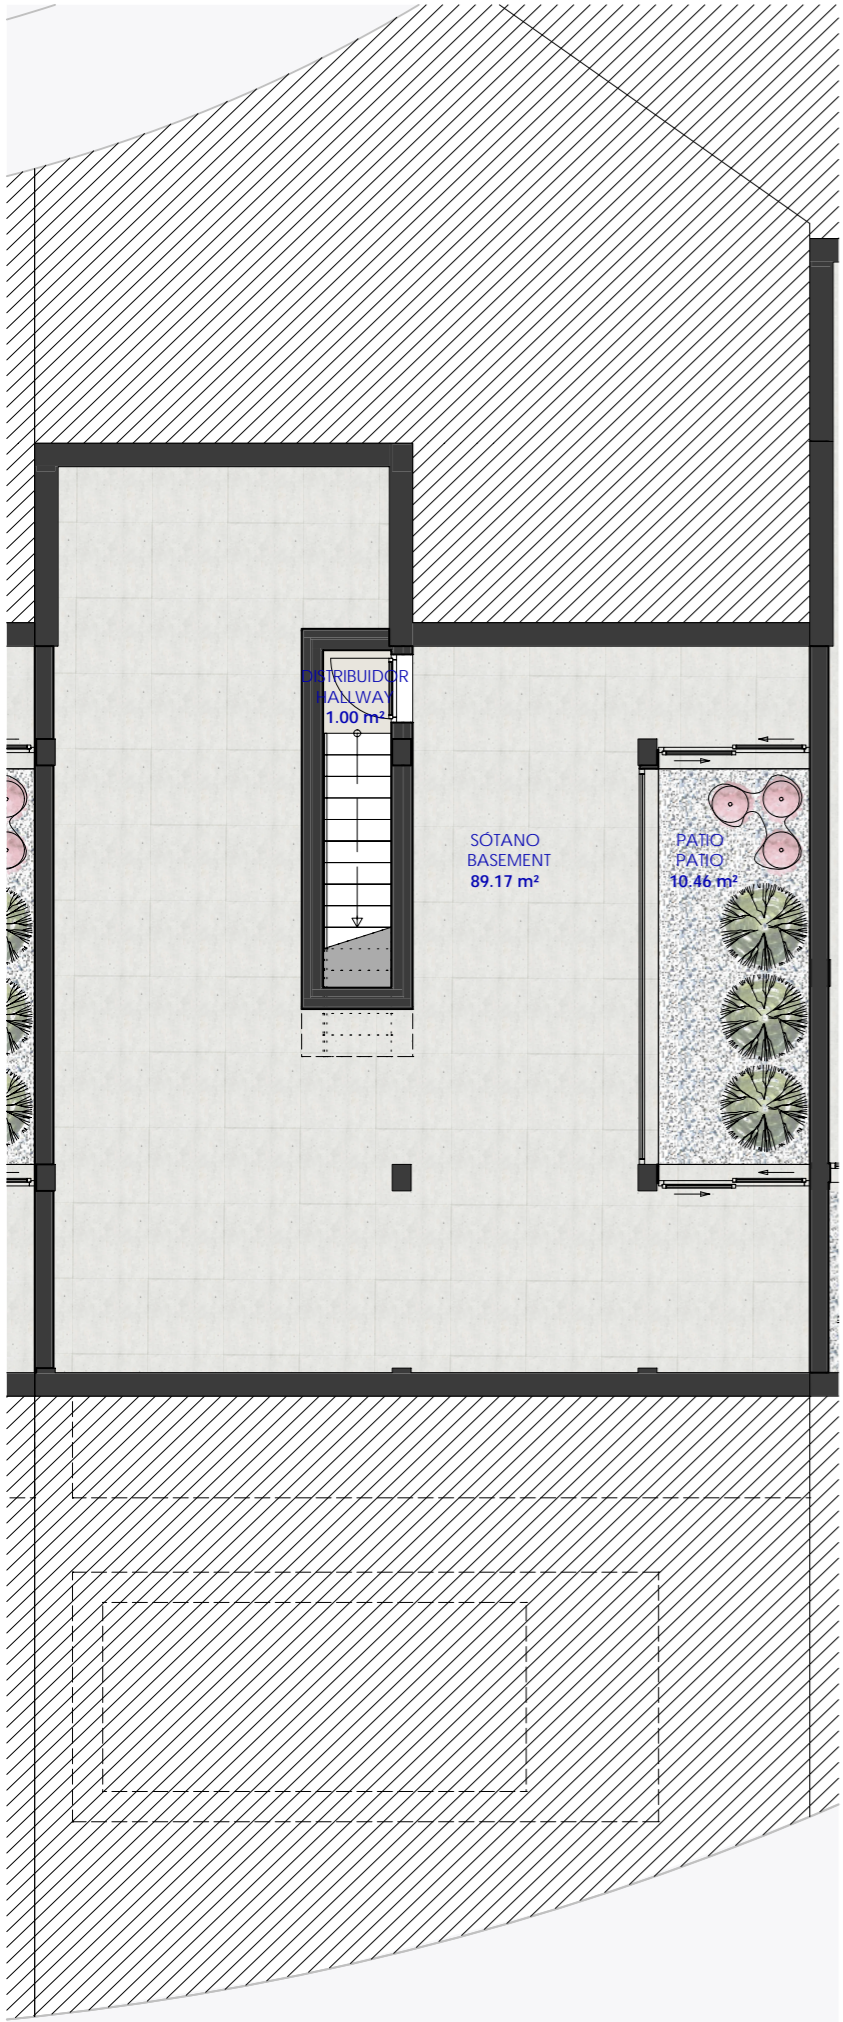 DISTRIBUIDOR
HALLWAY
1.00 m²
SÓTANO
BASEMENT
89.17 m²
PATIO
PATIO
10.46 m²